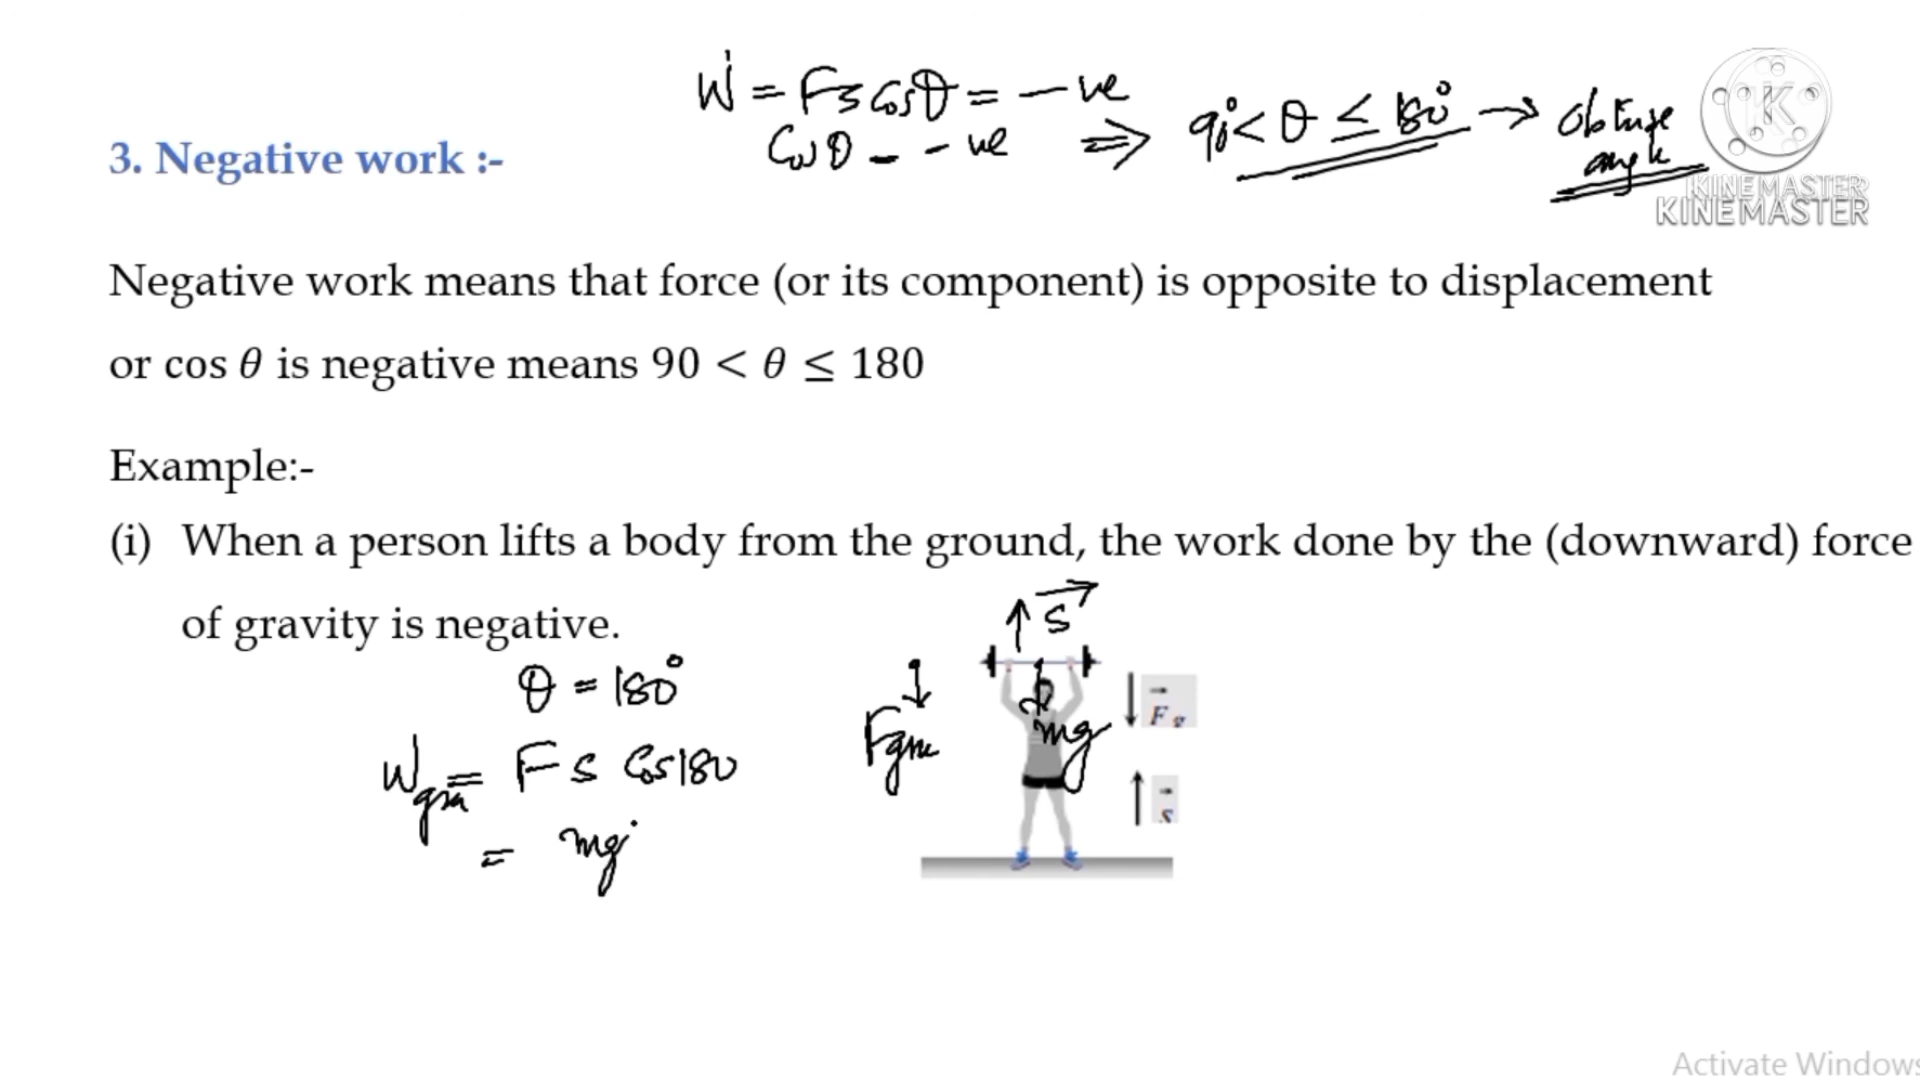 W = Fs cosθ = -ve
cosθ - -ve ⇒ 90° < θ ≤ 180° → obtuse angle
KINEMASTER
KINEMASTER
3. Negative work :-
Negative work means that force (or its component) is opposite to displacement
or cos θ is negative means 90 < θ ≤ 180
Example:-
(i) When a person lifts a body from the ground, the work done by the (downward) force
of gravity is negative.
↑ s
θ = 180°
F
mg
F g
W = F s cos180
s
= mg
Activate Windows